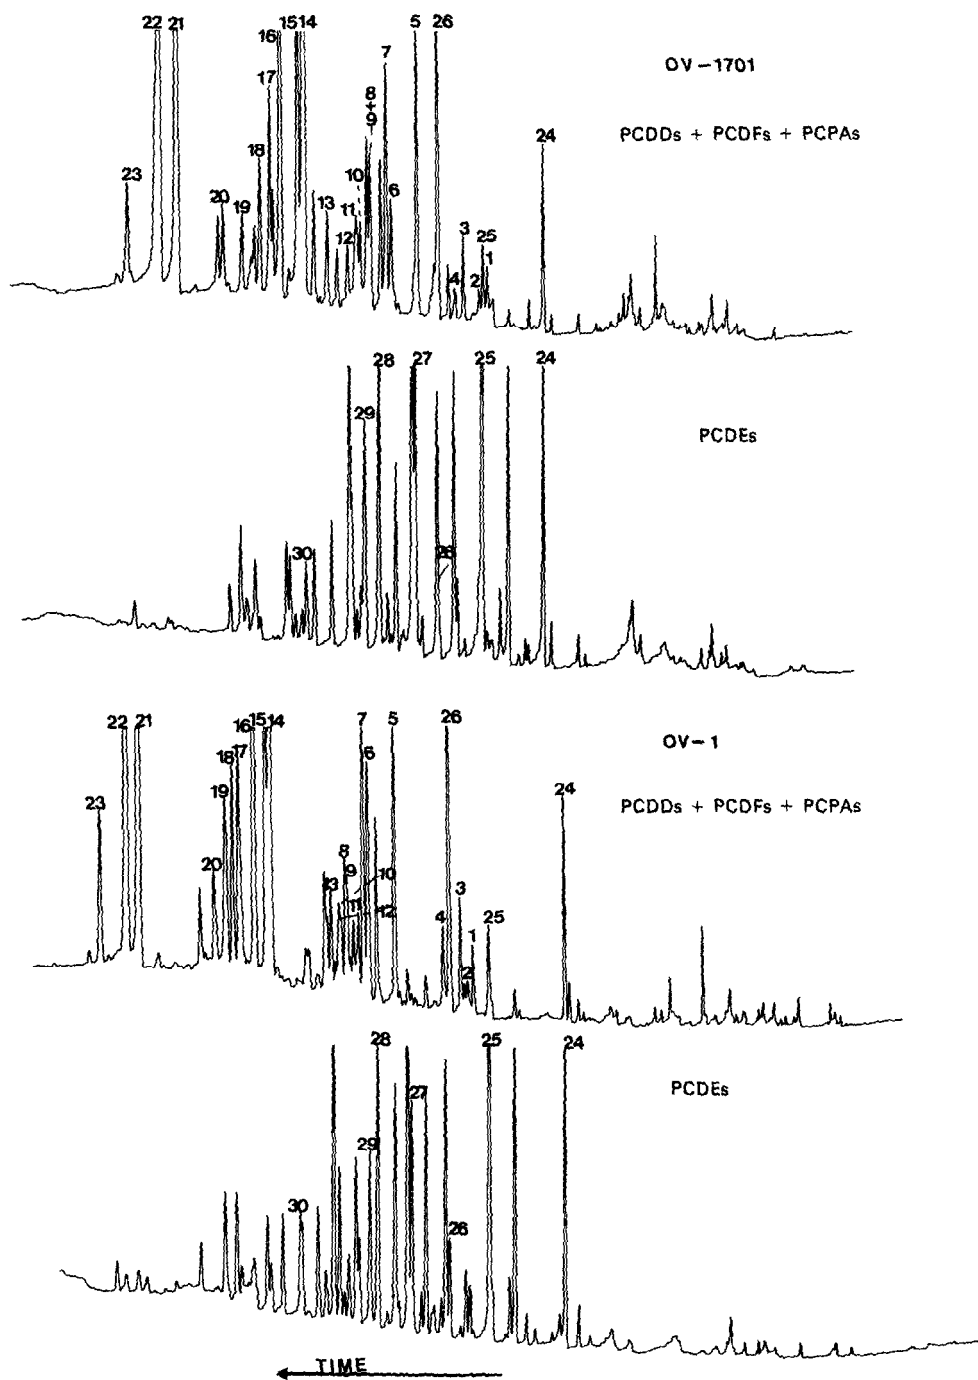 22 21 16 15 14 5 26
OV-1701
7
17
8
+
9
PCDDs + PCDFs + PCPAs
24
18
10
23
20 19 13 11 6
12 3 25
4 2 1
28 27 25 24
29
PCDEs
30 26
22 21 16 15 14 7 5 26
OV-1
18 17 6
19 24
23
PCDDs + PCDFs + PCPAs
8
20 9 10
13 3
11 12 4 25
1
2
28 25 24
27
PCDEs
29
30
26
TIME